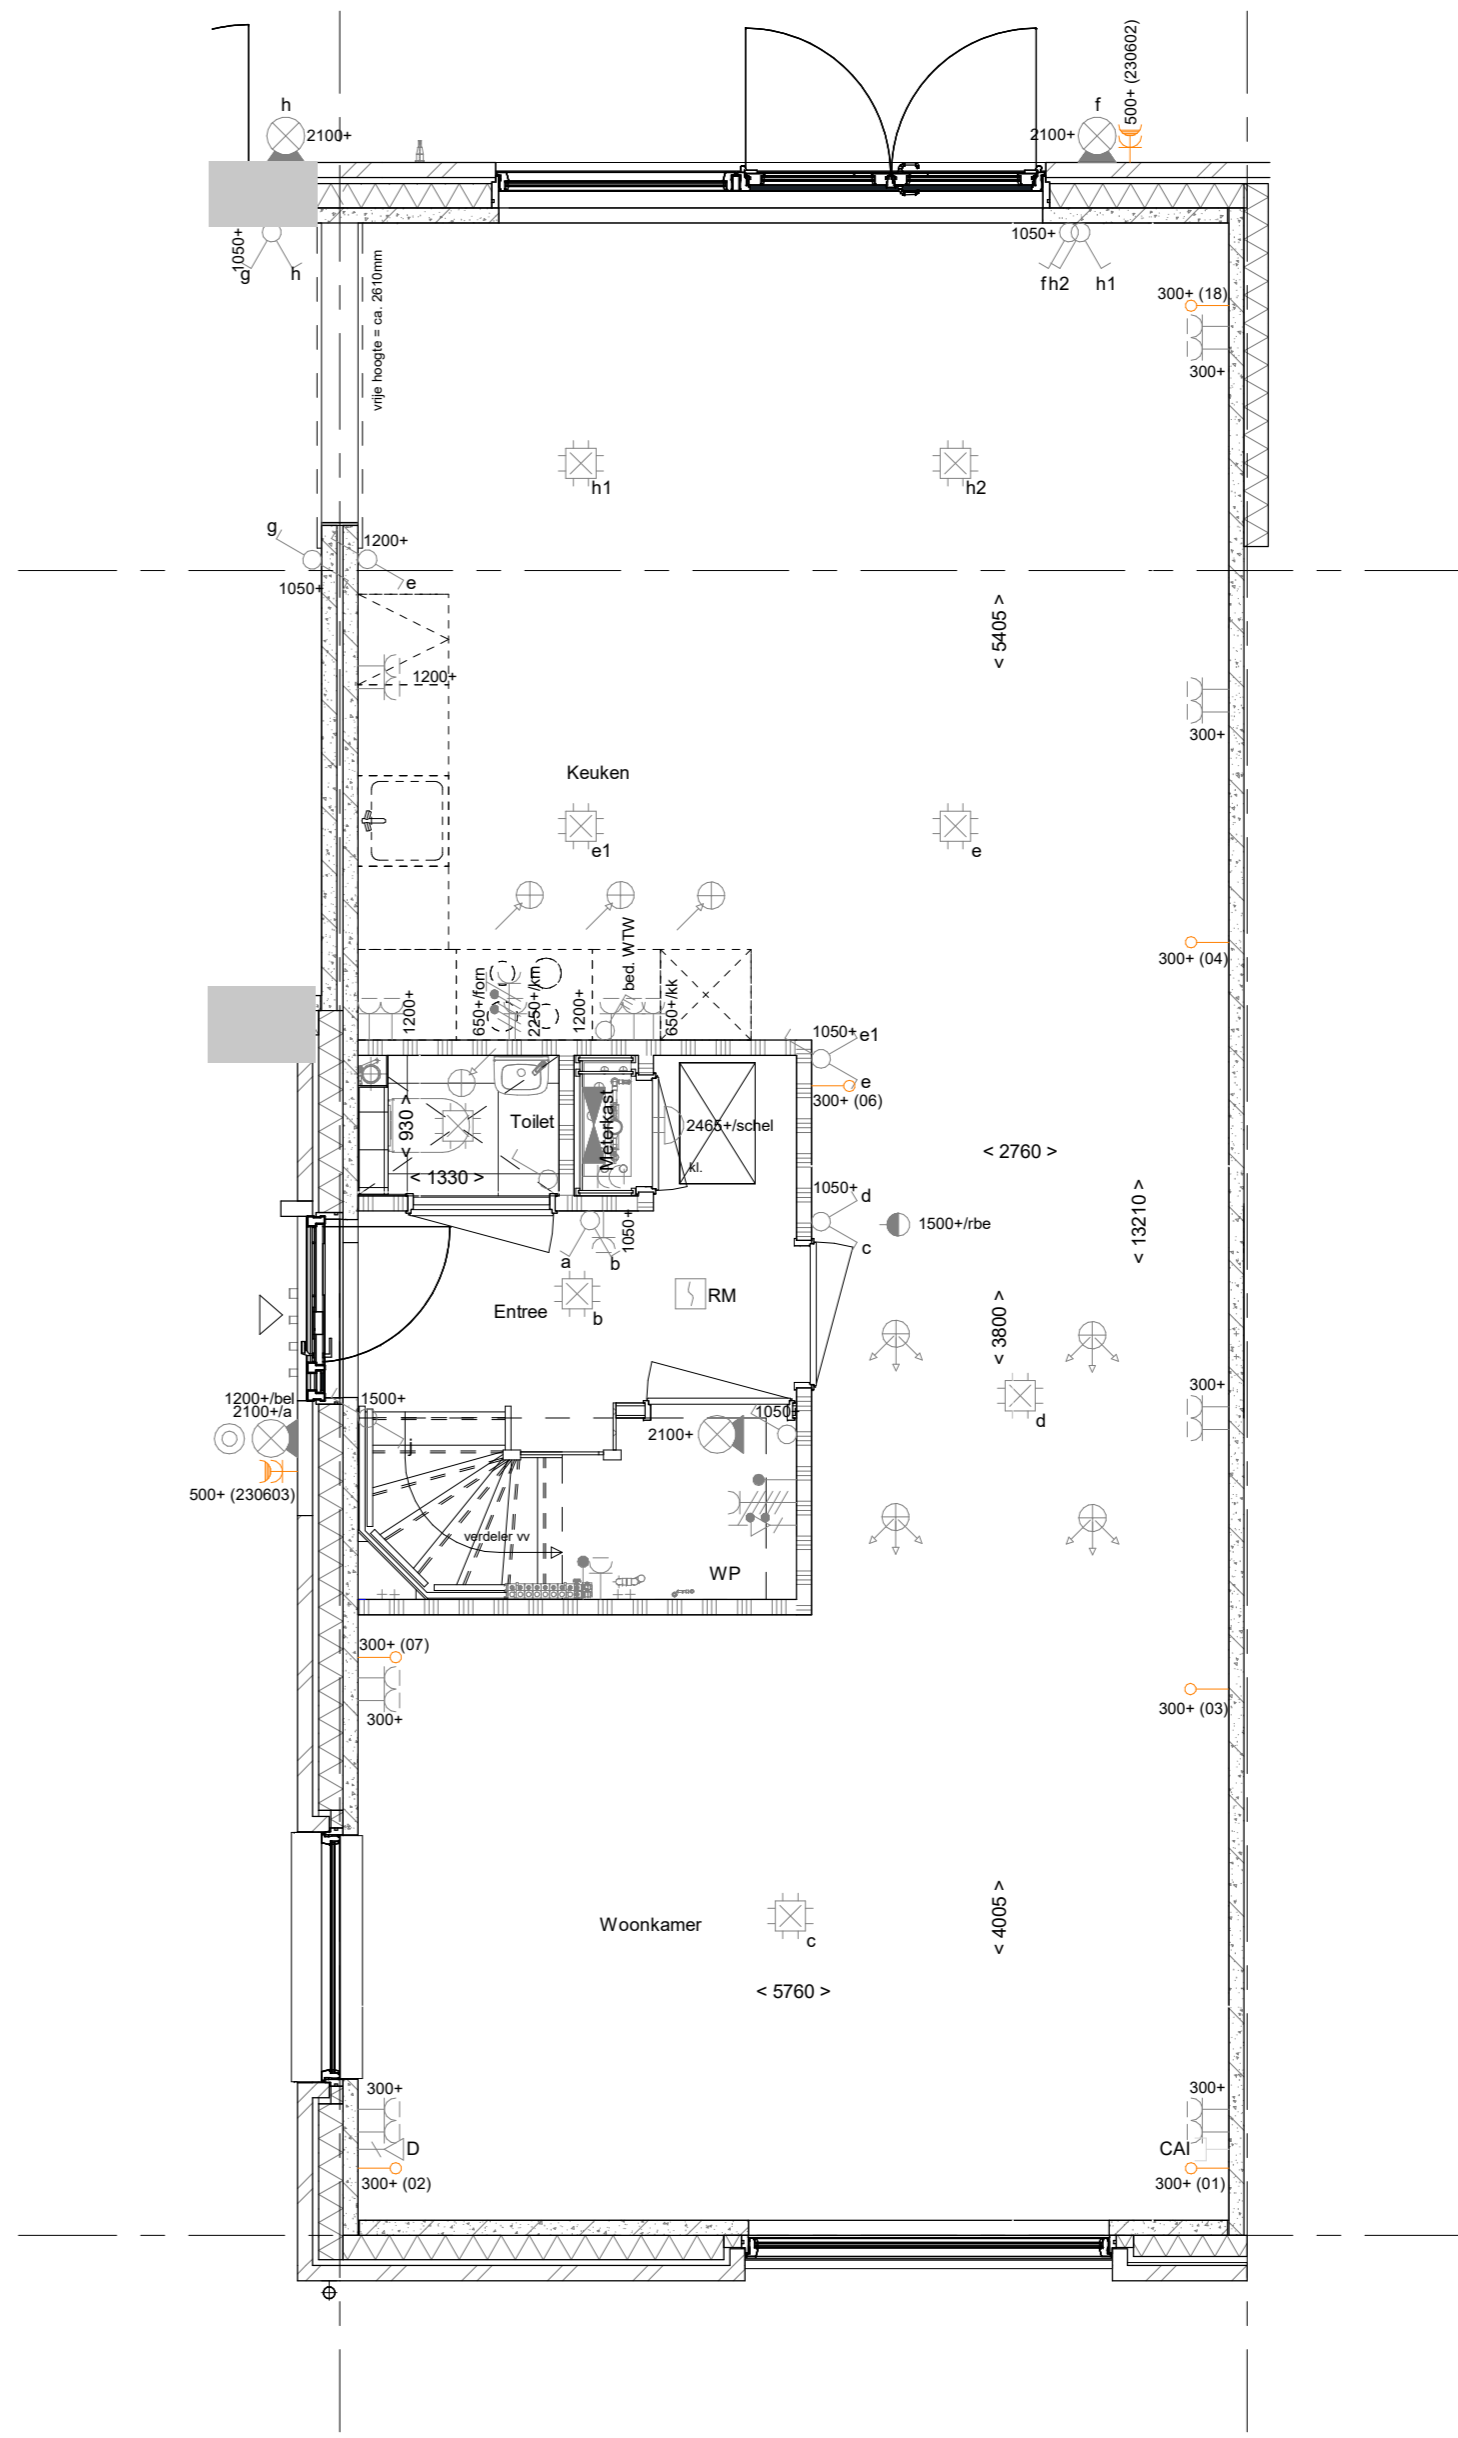 500+ (230602)
h
2100+
f
2100+
1050+
g
h
vrije hoogte = ca. 2610mm
1050+
f h2
h1
300+ (18)
300+
h1
h2
g
1200+
1050+
e
< 5405 >
1200+
300+
Keuken
e1
e
bed. WTW
300+ (04)
1200+
650+/forn
2250+/km
1200+
650+/kk
1050+
e1
e
300+ (06)
< 930 >
Toilet
Meterkast
2465+/schel
kl.
< 1330 >
< 2760 >
1050+
d
c
1500+/rbe
< 13210 >
a
b
1050+
Entree
b
RM
< 3800 >
1200+/bel
2100+/a
1500+
1050+
300+
d
j
2100+
500+ (230603)
verdeler vv
WP
300+ (07)
300+
300+ (03)
Woonkamer
c
< 4005 >
< 5760 >
300+
300+
D
CAI
300+ (02)
300+ (01)